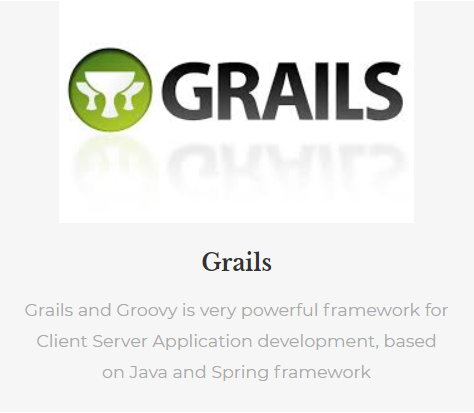 GRAILS
Grails
Grails and Groovy is very powerful framework for
Client Server Application development, based
on Java and Spring framework